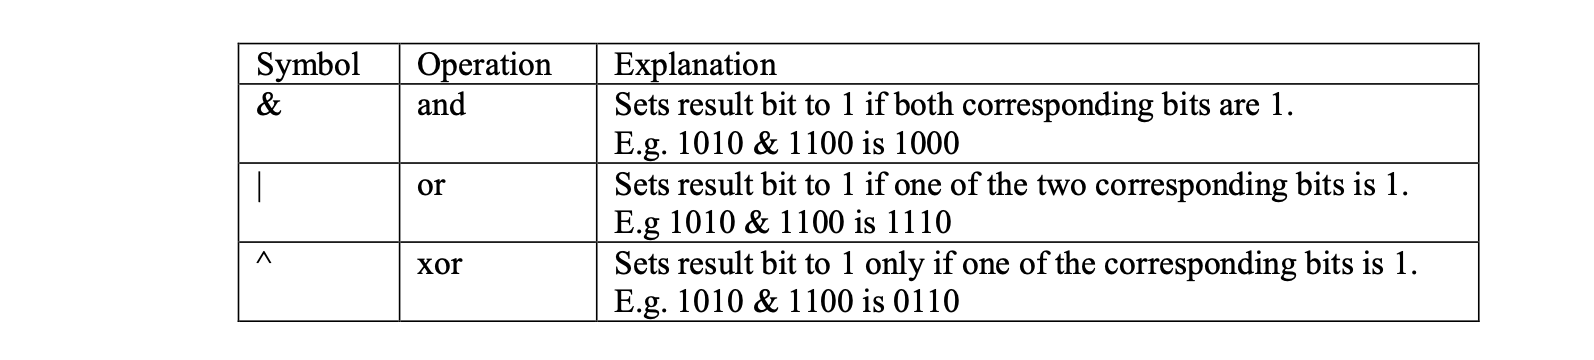 Symbol Operation Explanation
& and Sets result bit to 1 if both corresponding bits are 1.
E.g. 1010 & 1100 is 1000
| or Sets result bit to 1 if one of the two corresponding bits is 1.
E.g 1010 & 1100 is 1110
^ xor Sets result bit to 1 only if one of the corresponding bits is 1.
E.g. 1010 & 1100 is 0110